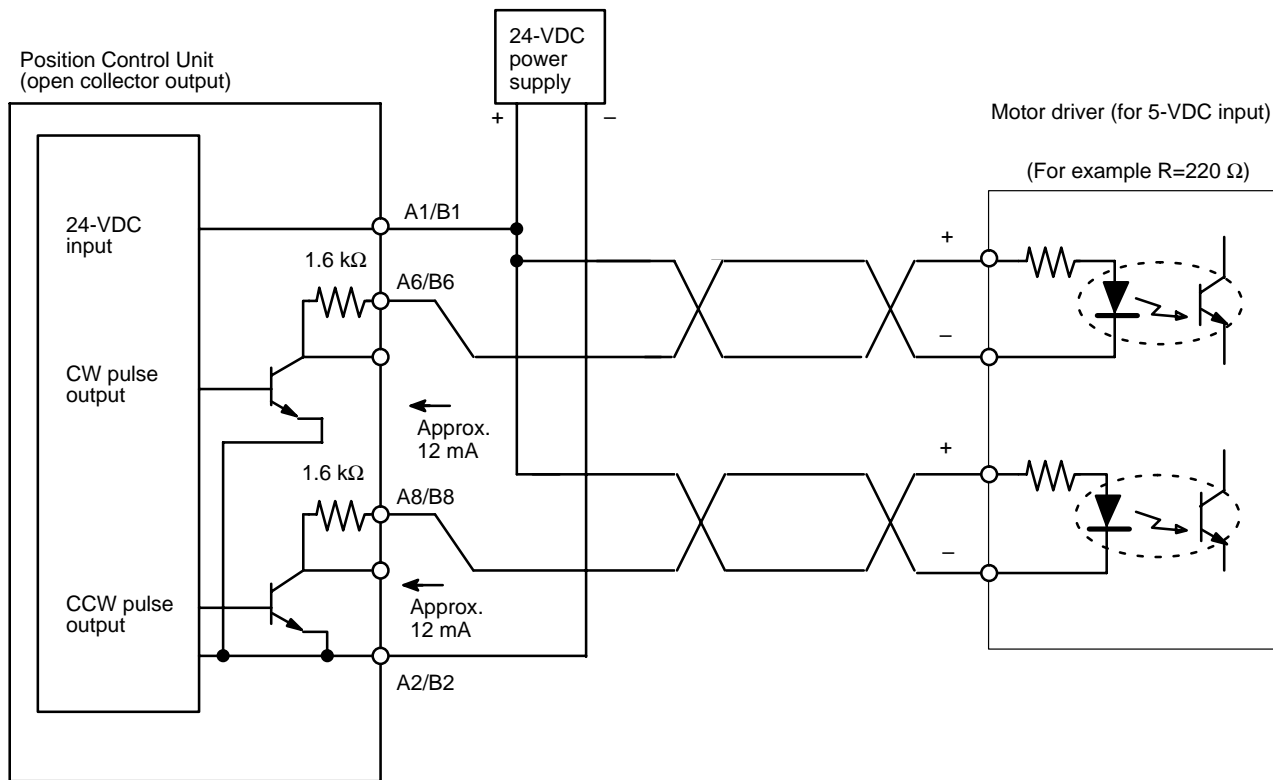 24-VDC
power
supply
Position Control Unit
(open collector output)
+
–
Motor driver (for 5-VDC input)
(For example R=220 Ω)
24-VDC
input
A1/B1
1.6 kΩ
A6/B6
+
–
CW pulse
output
Approx.
12 mA
1.6 kΩ
A8/B8
+
–
CCW pulse
output
Approx.
12 mA
A2/B2